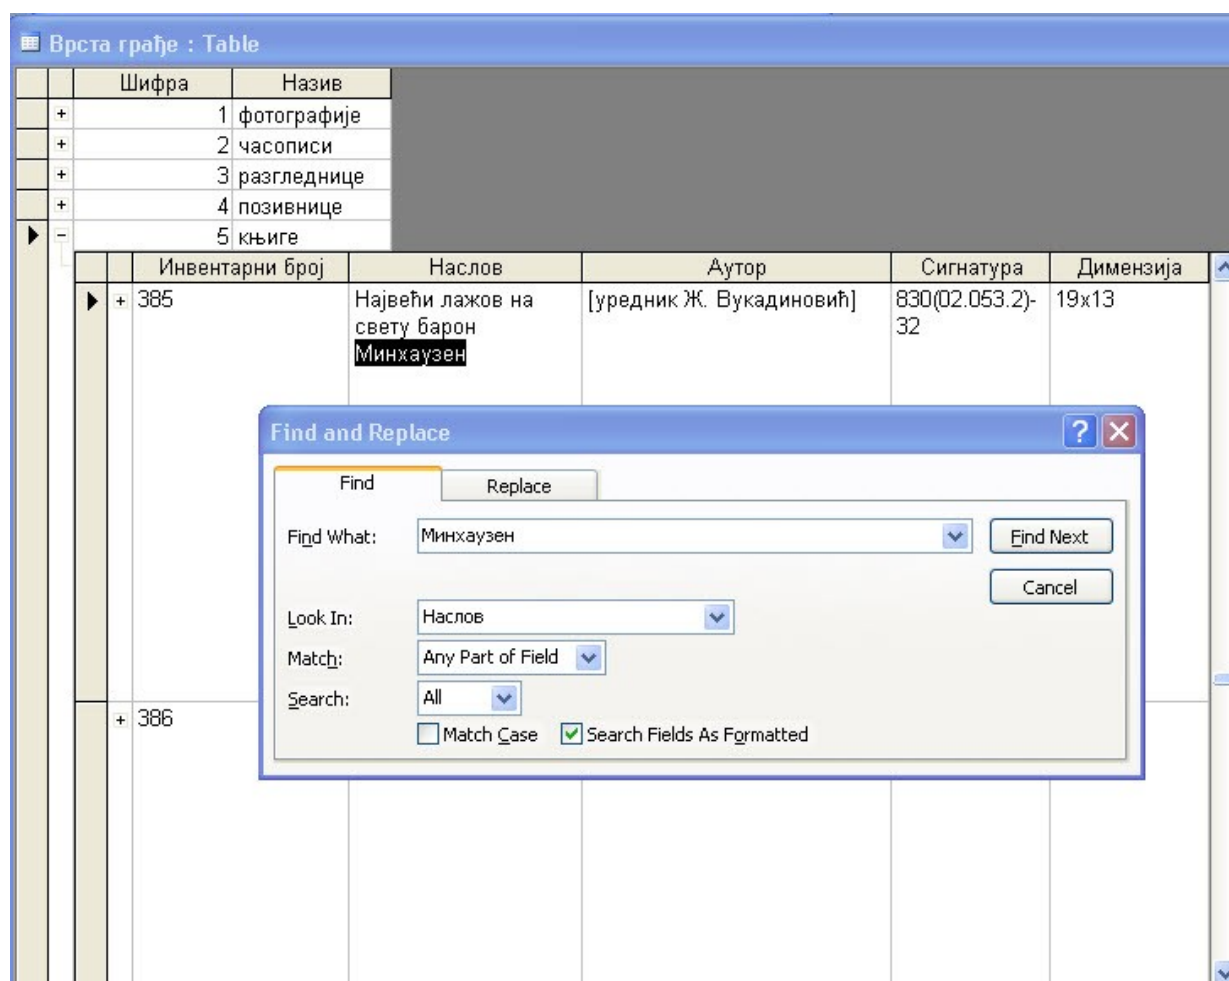 Врста грађе : Table
Шифра Назив
+ 1 фотографије
+ 2 часописи
+ 3 разгледнице
+ 4 позивнице
- 5 књиге
Инвентарни број Наслов Аутор Сигнатура Димензија
+ 385 Највећи лажов на [уредник Ж. Вукадиновић] 830(02.053.2)- 19x13
свету барон 32
Минхаузен
Find and Replace
Find Replace
Find What: Минхаузен Find Next
Cancel
Look In: Наслов
Match: Any Part of Field
Search: All
Match Case Search Fields As Formatted
+ 386